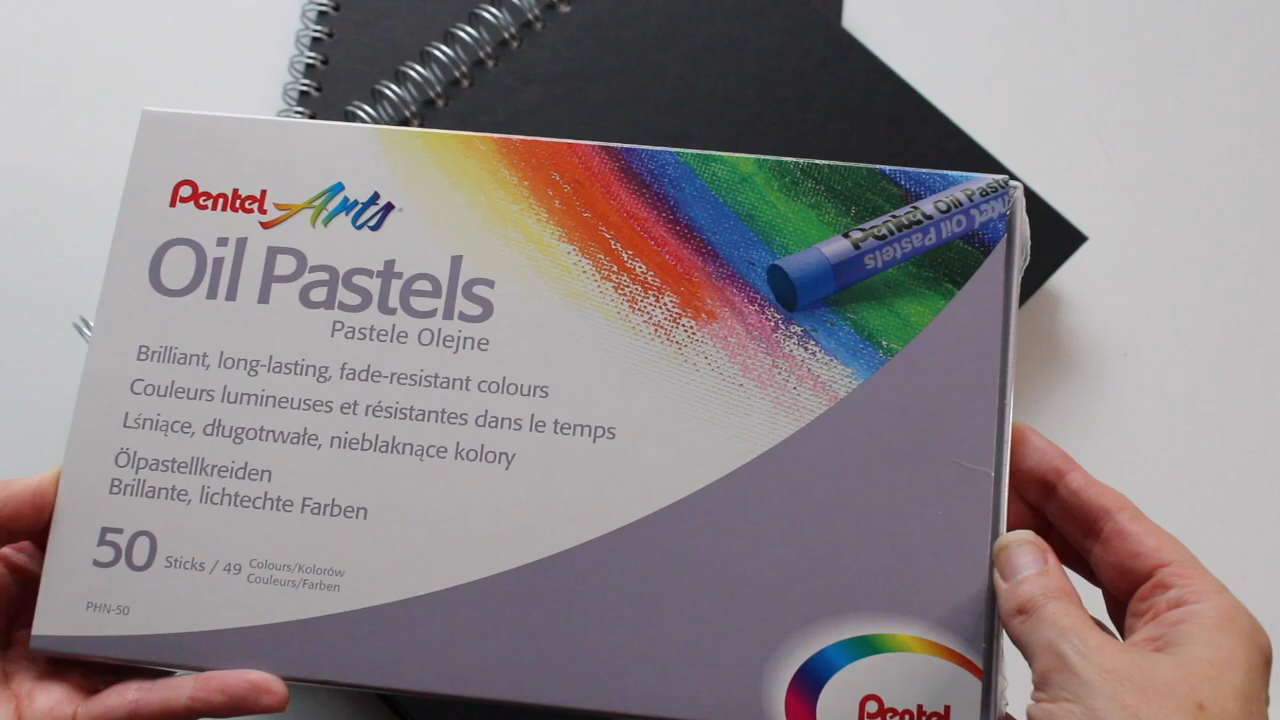 Pentel Arts
Oil Pastels
Pastele Olejne
Brilliant, long-lasting, fade-resistant colours
Couleurs lumineuses et résistantes dans le temps
Lśniące, długotrwałe, nieblaknące kolory
Ölpastellkreiden
Brillante, lichtechte Farben
50 Sticks / 49 Colours/Kolorów
Couleurs/Farben
PHN-50
Pentel Oil Paste
Oil Pastels
Pentel